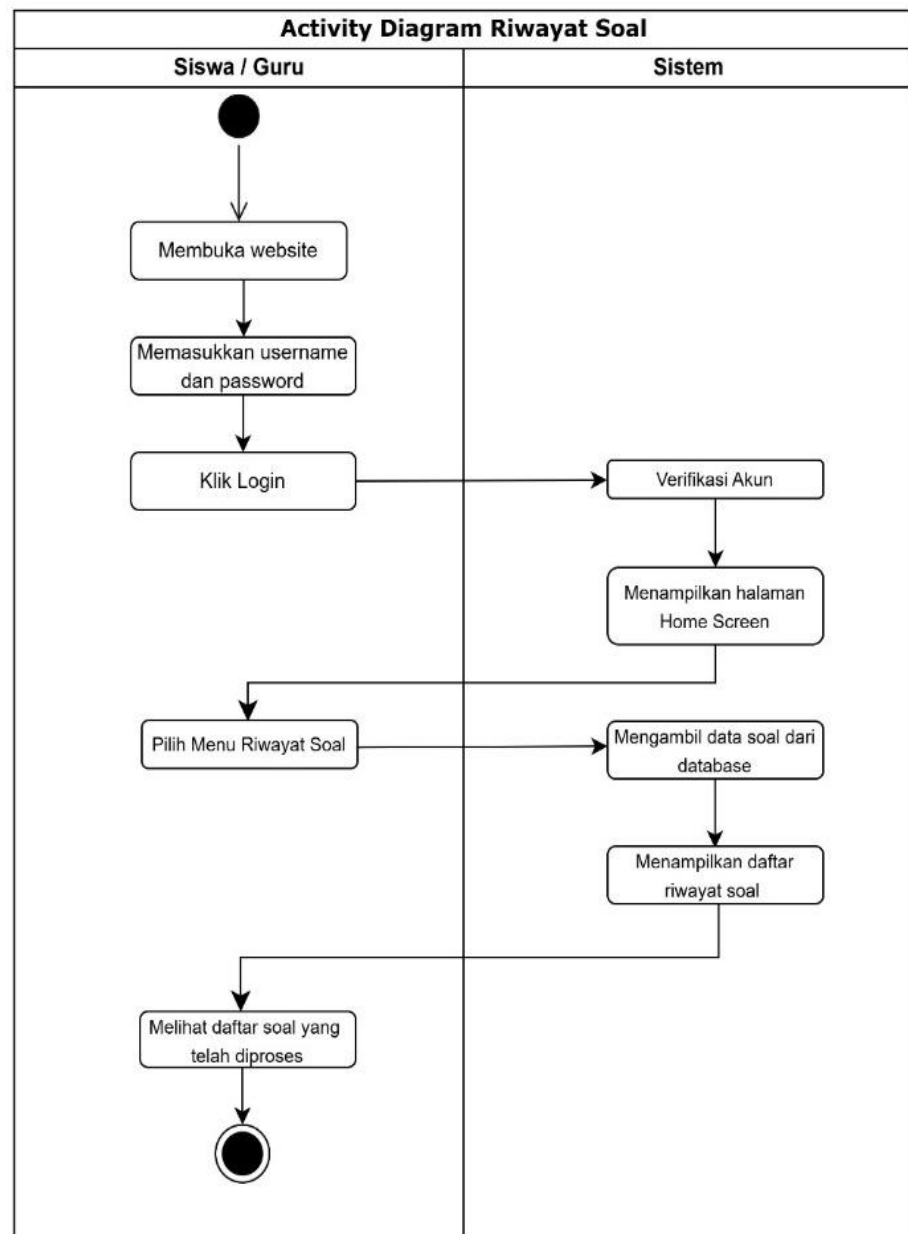 Activity Diagram Riwayat Soal
Siswa / Guru
Sistem
Membuka website
Memasukkan username
dan password
Klik Login
Verifikasi Akun
Menampilkan halaman
Home Screen
Pilih Menu Riwayat Soal
Mengambil data soal dari
database
Menampilkan daftar
riwayat soal
Melihat daftar soal yang
telah diproses